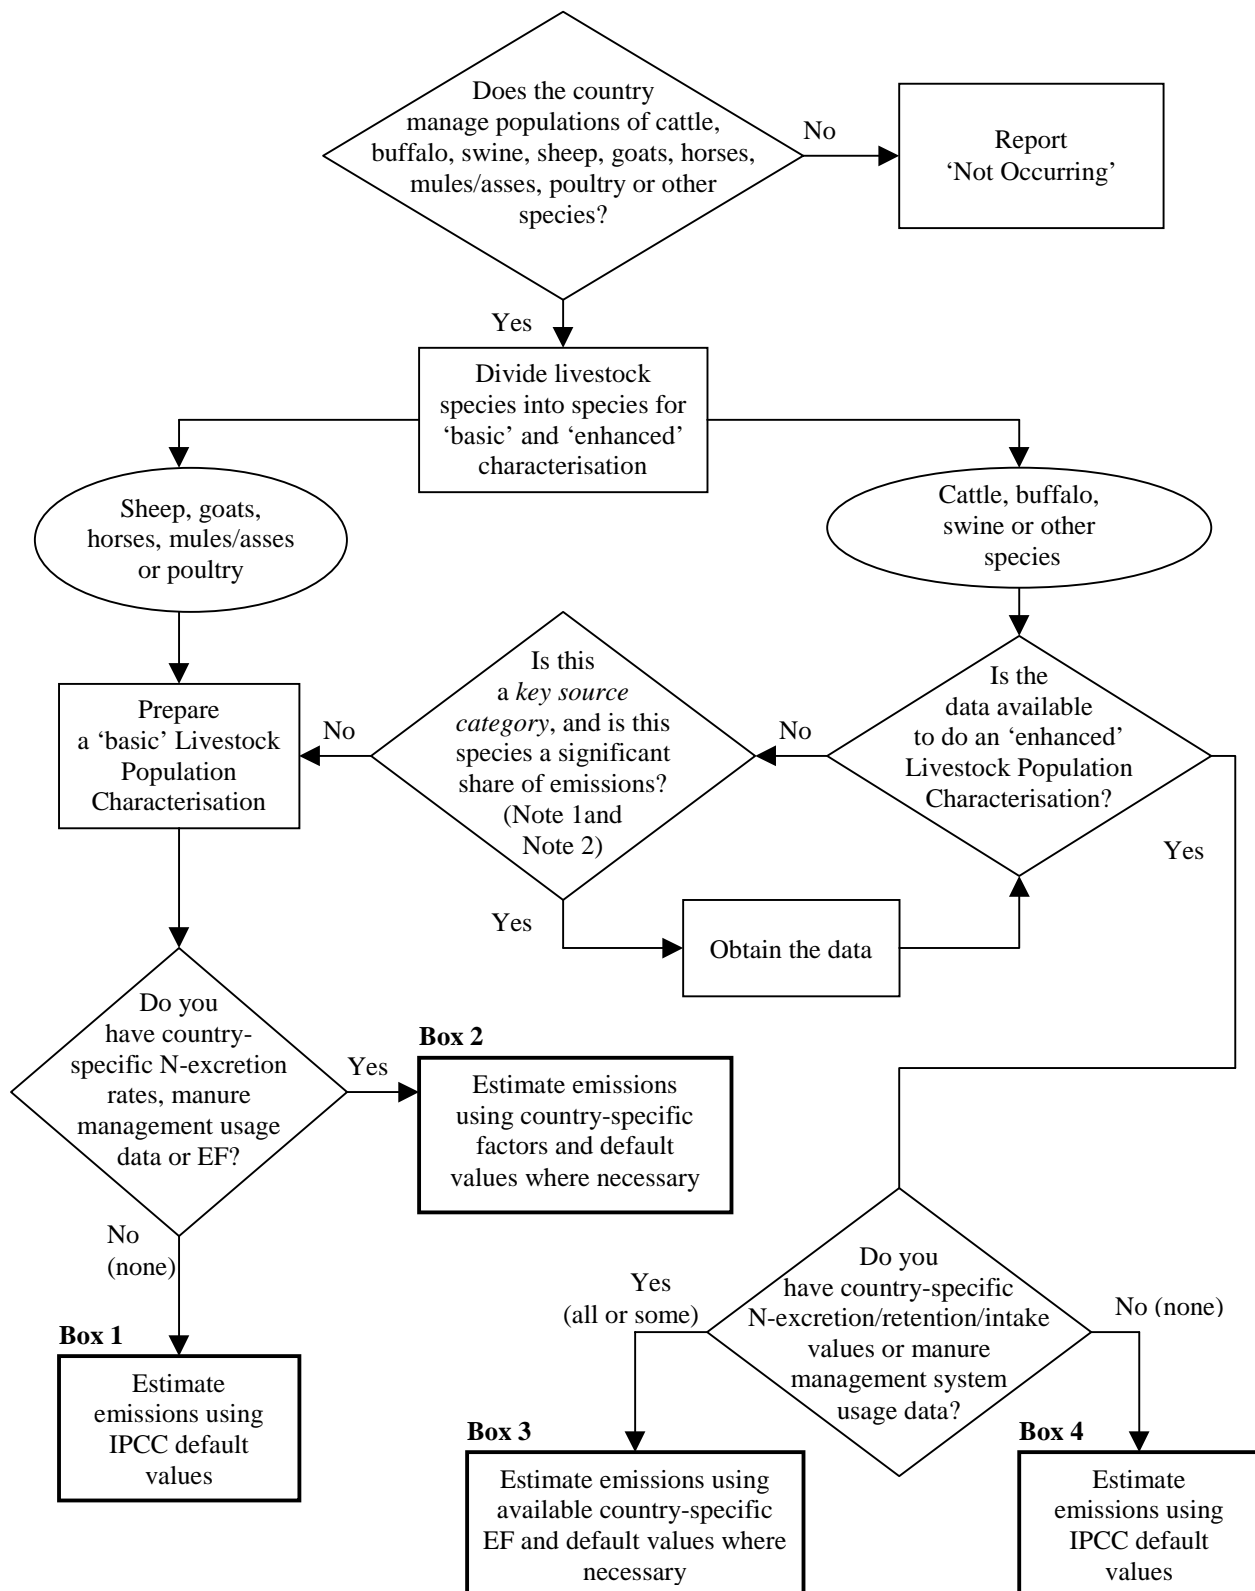 Does the country
manage populations of cattle,
buffalo, swine, sheep, goats, horses,
mules/asses, poultry or other
species?
No
Report
‘Not Occurring’
Yes
Divide livestock
species into species for
‘basic’ and ‘enhanced’
characterisation
Sheep, goats,
horses, mules/asses
or poultry
Cattle, buffalo,
swine or other
species
Prepare
a ‘basic’ Livestock
Population
Characterisation
No
Is this
a key source
category, and is this
species a significant
share of emissions?
(Note 1and
Note 2)
No
Is the
data available
to do an ‘enhanced’
Livestock Population
Characterisation?
Yes
Yes
Obtain the data
Do you
have country-
specific N-excretion
rates, manure
management usage
data or EF?
Yes
Box 2
Estimate emissions
using country-specific
factors and default
values where necessary
No
(none)
Box 1
Estimate
emissions using
IPCC default
values
Do you
have country-specific
N-excretion/retention/intake
values or manure
management system
usage data?
Yes
(all or some)
No (none)
Box 3
Estimate emissions using
available country-specific
EF and default values where
necessary
Box 4
Estimate
emissions using
IPCC default
values